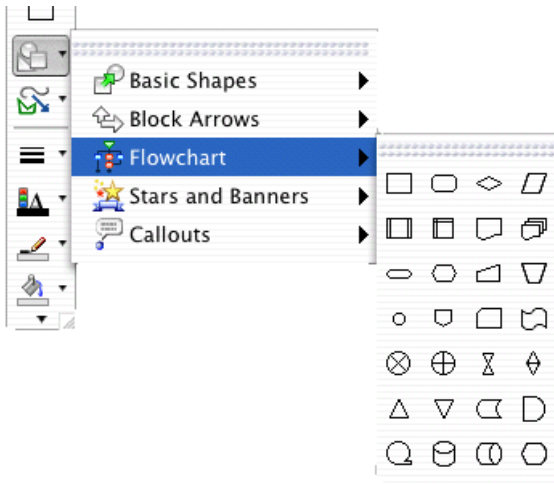 Basic Shapes
Block Arrows
Flowchart
Stars and Banners
Callouts
A